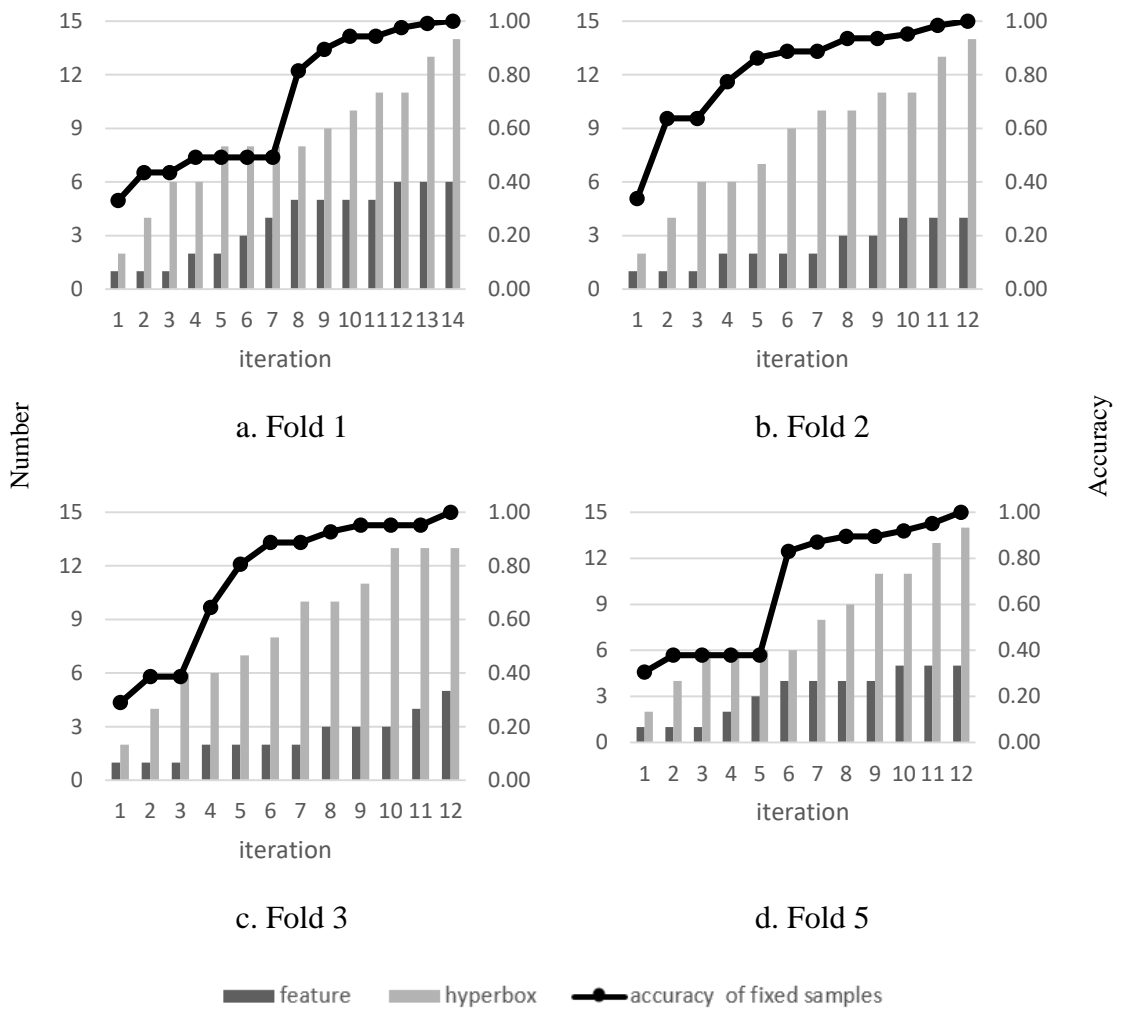 15 1.00 15 1.00
12 0.80 12 0.80
9 0.60 9 0.60
6 0.40 6 0.40
3 0.20 3 0.20
0 0.00 0 0.00
1 2 3 4 5 6 7 8 9 10 11 12 13 14 1 2 3 4 5 6 7 8 9 10 11 12
iteration iteration
a. Fold 1 b. Fold 2
Number
Accuracy
15 1.00 15 1.00
12 0.80 12 0.80
9 0.60 9 0.60
6 0.40 6 0.40
3 0.20 3 0.20
0 0.00 0 0.00
1 2 3 4 5 6 7 8 9 10 11 12 1 2 3 4 5 6 7 8 9 10 11 12
iteration iteration
c. Fold 3 d. Fold 5
feature hyperbox accuracy of fixed samples